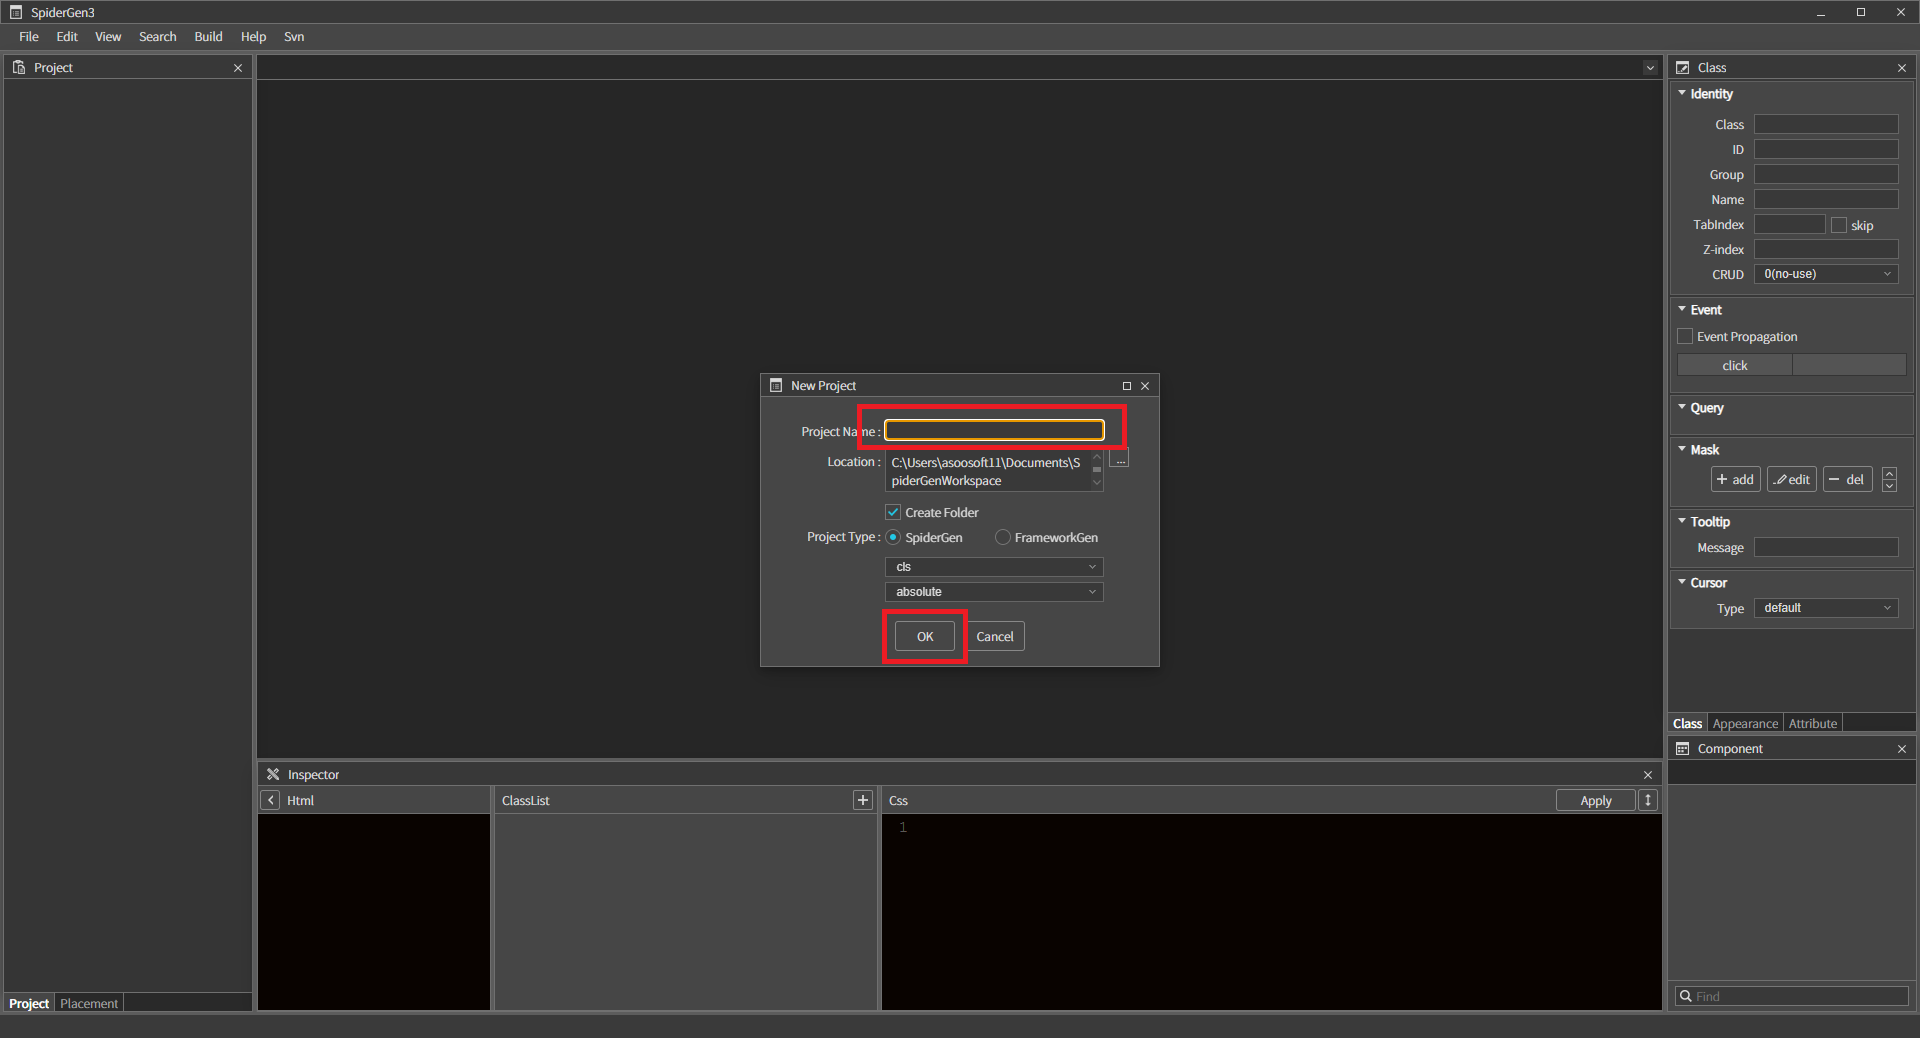 SpiderGen3
File Edit View Search Build Help Svn
Project
Class
Identity
Class
ID
Group
Name
TabIndex skip
Z-index
CRUD 0(no-use)
Event
Event Propagation
click
Query
Mask
+ add edit − del
Tooltip
Message
Cursor
Type default
Class Appearance Attribute
Component
Find
New Project
Project Name :
Location : C:\Users\asoosoft11\Documents\S
piderGenWorkspace
...
Create Folder
Project Type : SpiderGen FrameworkGen
cls
absolute
OK Cancel
Inspector
Html ClassList + Css Apply
1
Project Placement